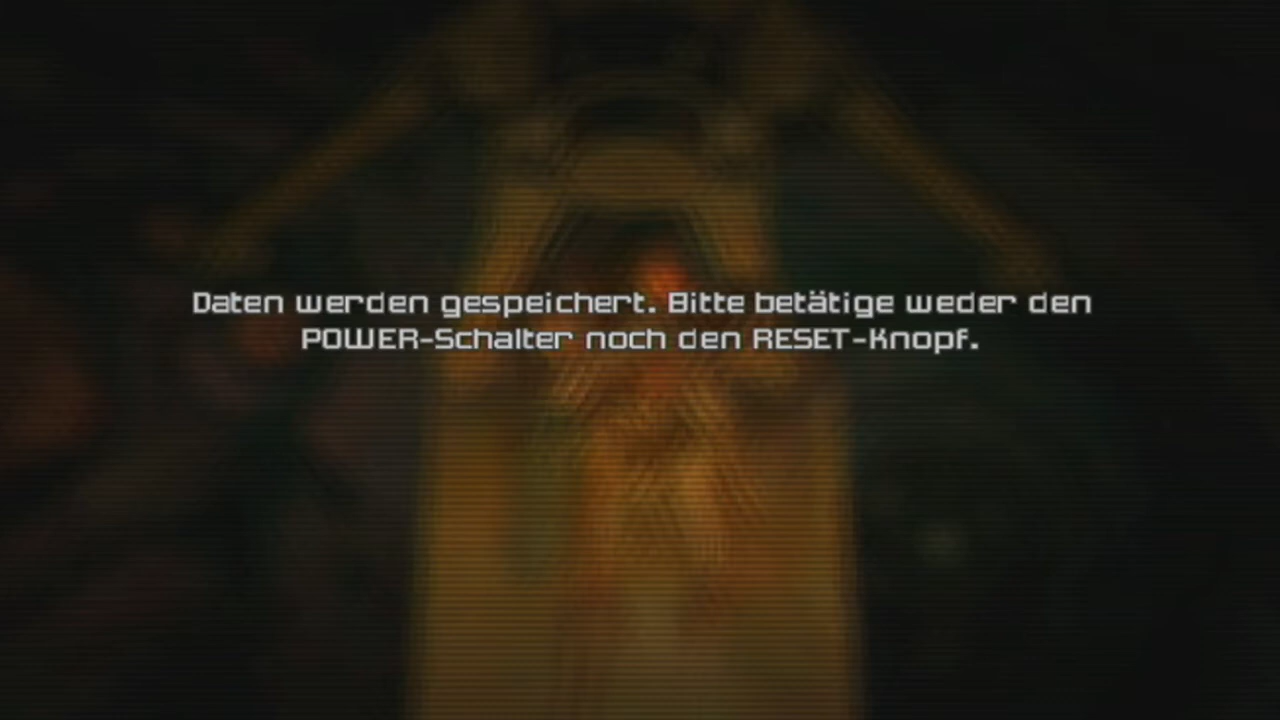 Daten werden gespeichert. Bitte betätige weder den
POWER-Schalter noch den RESET-Knopf.